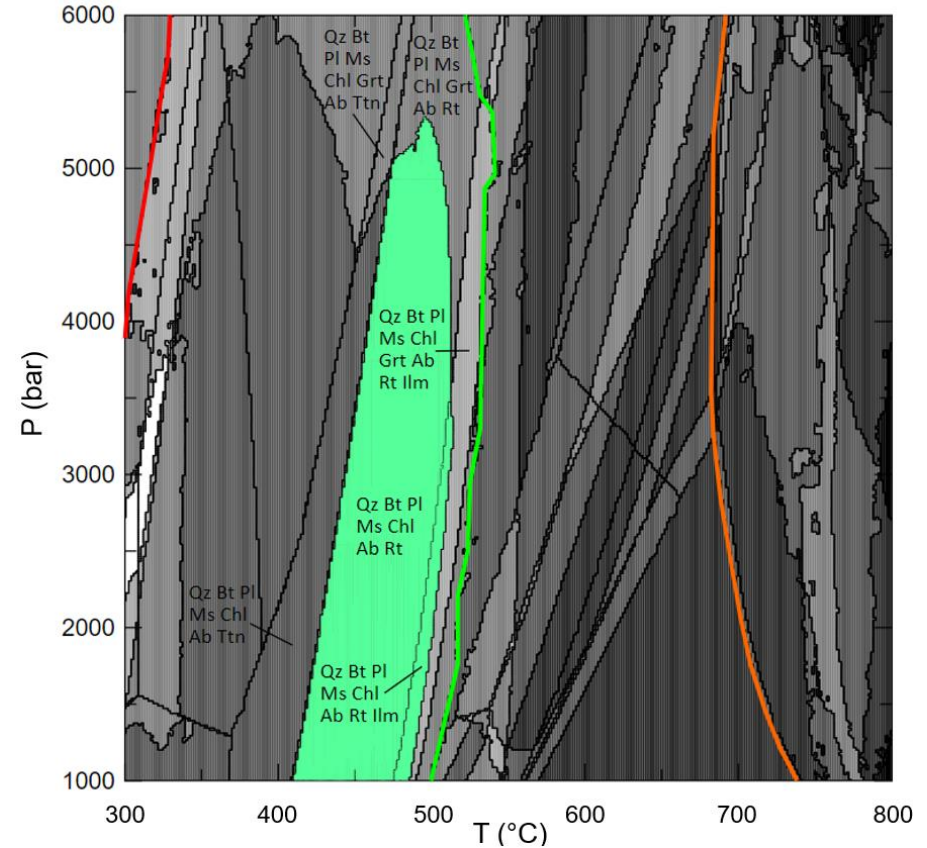 6000
5000
4000
3000
2000
1000
P (bar)
Qz Bt
Pl Ms
Chl Grt
Ab Ttn
Qz Bt
Pl Ms
Chl Grt
Ab Rt
Qz Bt Pl
Ms Chl
Grt Ab
Rt Ilm
Qz Bt Pl
Ms Chl
Ab Rt
Qz Bt Pl
Ms Chl
Ab Ttn
Qz Bt Pl
Ms Chl
Ab Rt Ilm
300 400 500 600 700 800
T (°C)